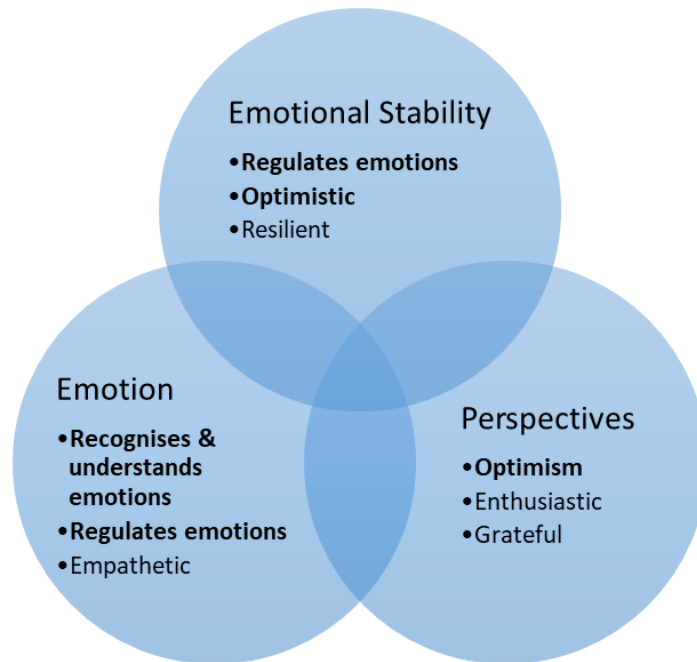 Emotional Stability
•Regulates emotions
•Optimistic
•Resilient
Emotion
•Recognises &
understands
emotions
•Regulates emotions
•Empathetic
Perspectives
•Optimism
•Enthusiastic
•Grateful